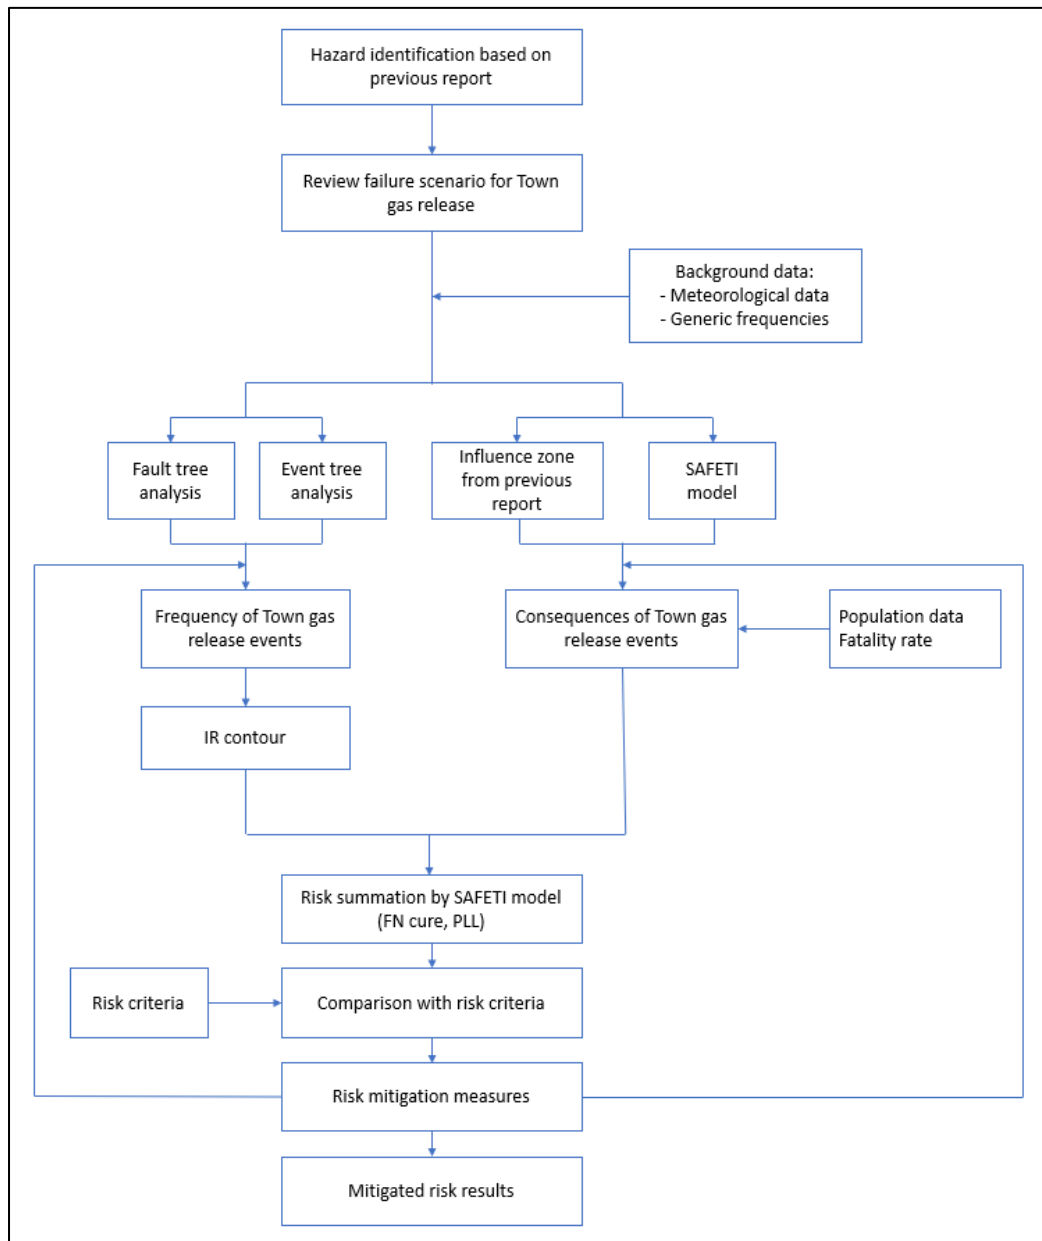 Hazard identification based on
previous report
Review failure scenario for Town
gas release
Background data:
- Meteorological data
- Generic frequencies
Fault tree
analysis
Event tree
analysis
Influence zone
from previous
report
SAFETI
model
Frequency of Town gas
release events
Consequences of Town gas
release events
Population data
Fatality rate
IR contour
Risk summation by SAFETI model
(FN cure, PLL)
Risk criteria
Comparison with risk criteria
Risk mitigation measures
Mitigated risk results